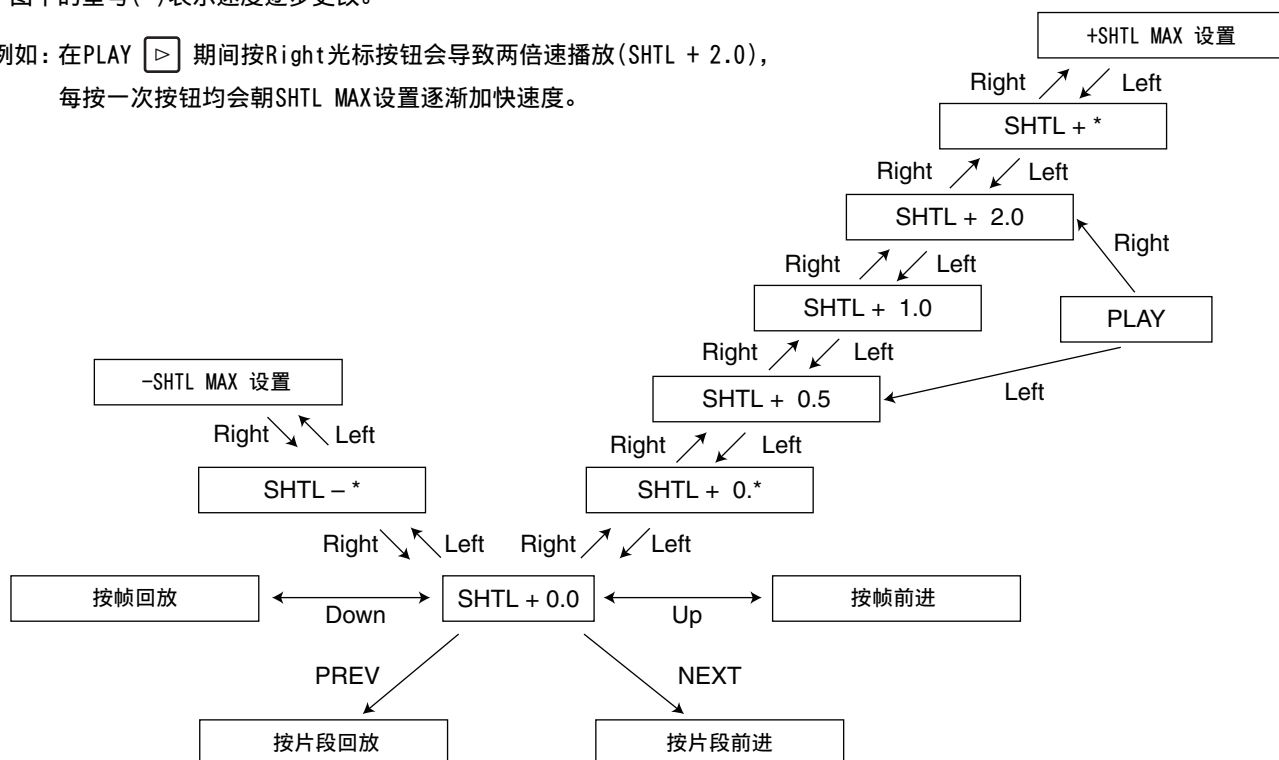 图中的星号(*)表示速度逐步更改。
例如：在PLAY ▷ 期间按Right光标按钮会导致两倍速播放(SHTL + 2.0)，
每按一次按钮均会朝SHTL MAX设置逐渐加快速度。
+SHTL MAX 设置
Right Left
SHTL + *
Right Left
SHTL + 2.0
Right
Right Left
SHTL + 1.0
PLAY
Right Left
-SHTL MAX 设置
SHTL + 0.5
Left
Right Left
Right Left
SHTL – *
SHTL + 0.*
Right Left
Right Left
按帧回放
Down
SHTL + 0.0
Up
按帧前进
PREV
NEXT
按片段回放
按片段前进